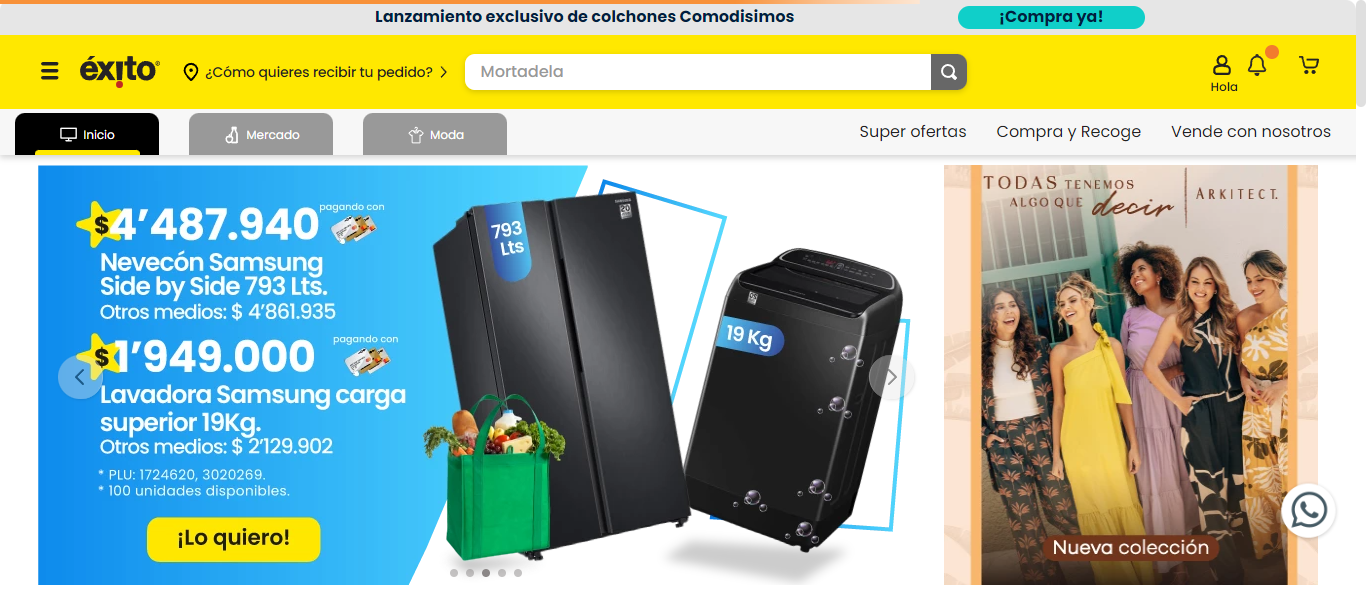 Lanzamiento exclusivo de colchones Comodisimos
¡Compra ya!
éxito
¿Cómo quieres recibir tu pedido?
Mortadela
Hola
Inicio
Mercado
Moda
Super ofertas
Compra y Recoge
Vende con nosotros
$4’487.940
pagando con
Nevecón Samsung
Side by Side 793 Lts.
Otros medios: $ 4’861.935
$1’949.000
pagando con
Lavadora Samsung carga
superior 19Kg.
Otros medios: $ 2’129.902
* PLU: 1724620, 3020269.
* 100 unidades disponibles.
¡Lo quiero!
793
Lts
SAMSUNG
20
19 Kg
TODAS TENEMOS
ALGO QUE decir
ARKITECT.
Nueva colección